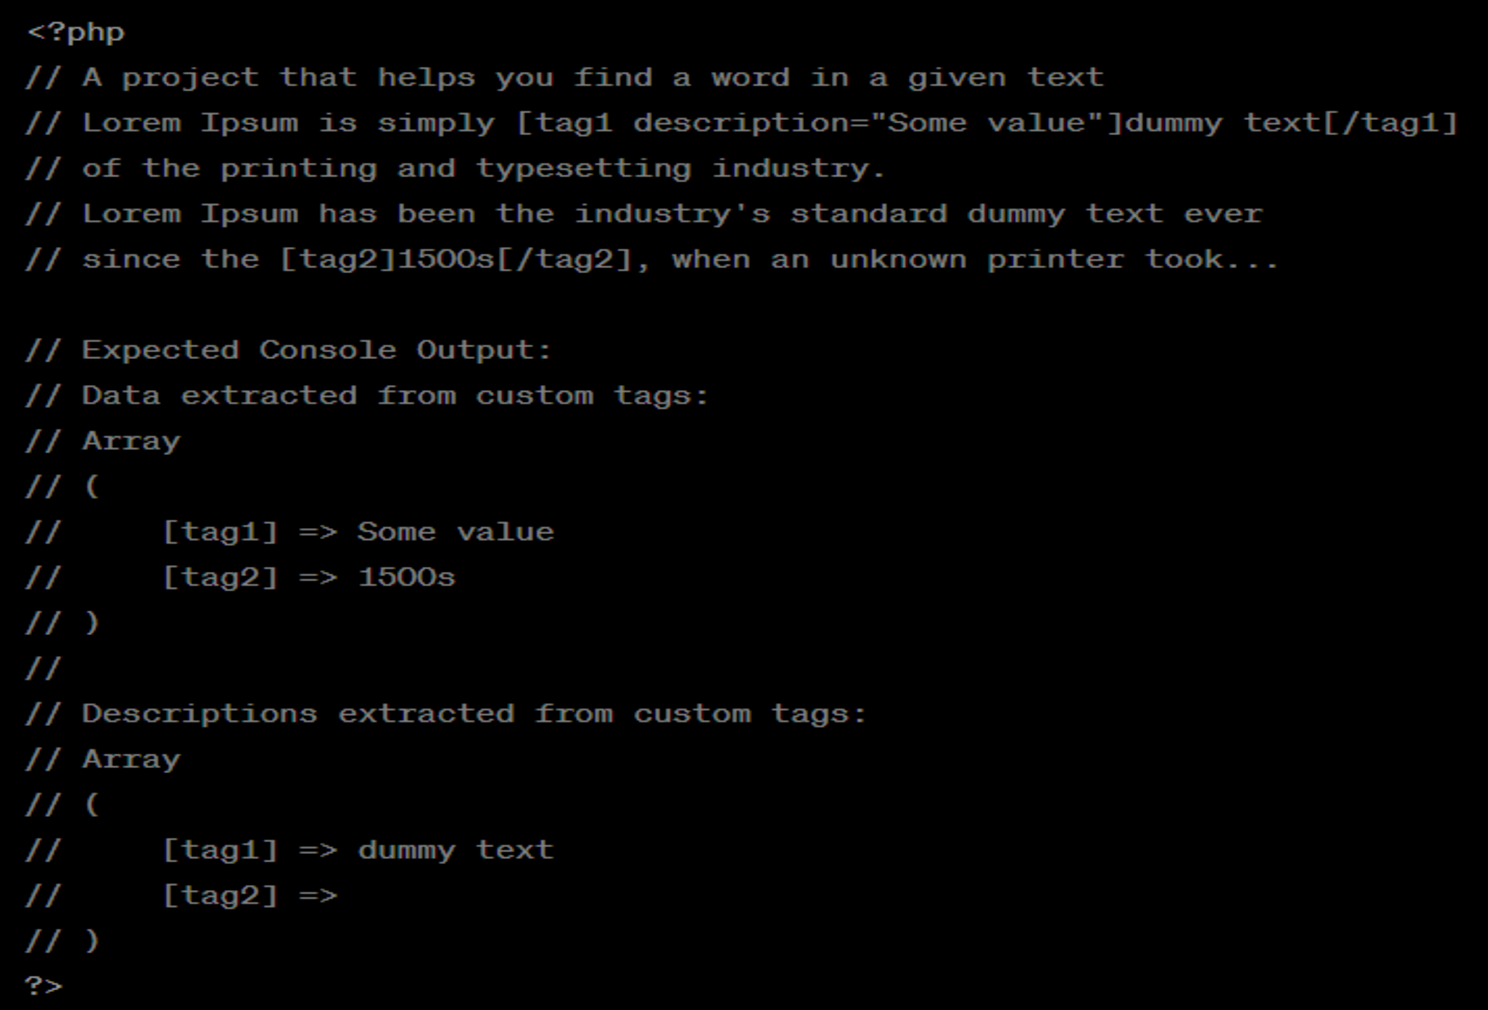 <?php
// A project that helps you find a word in a given text
// Lorem Ipsum is simply [tag1 description="Some value"]dummy text[/tag1]
// of the printing and typesetting industry.
// Lorem Ipsum has been the industry's standard dummy text ever
// since the [tag2]1500s[/tag2], when an unknown printer took...

// Expected Console Output:
// Data extracted from custom tags:
// Array
// (
//     [tag1] => Some value
//     [tag2] => 1500s
// )
//
// Descriptions extracted from custom tags:
// Array
// (
//     [tag1] => dummy text
//     [tag2] =>
// )
?>